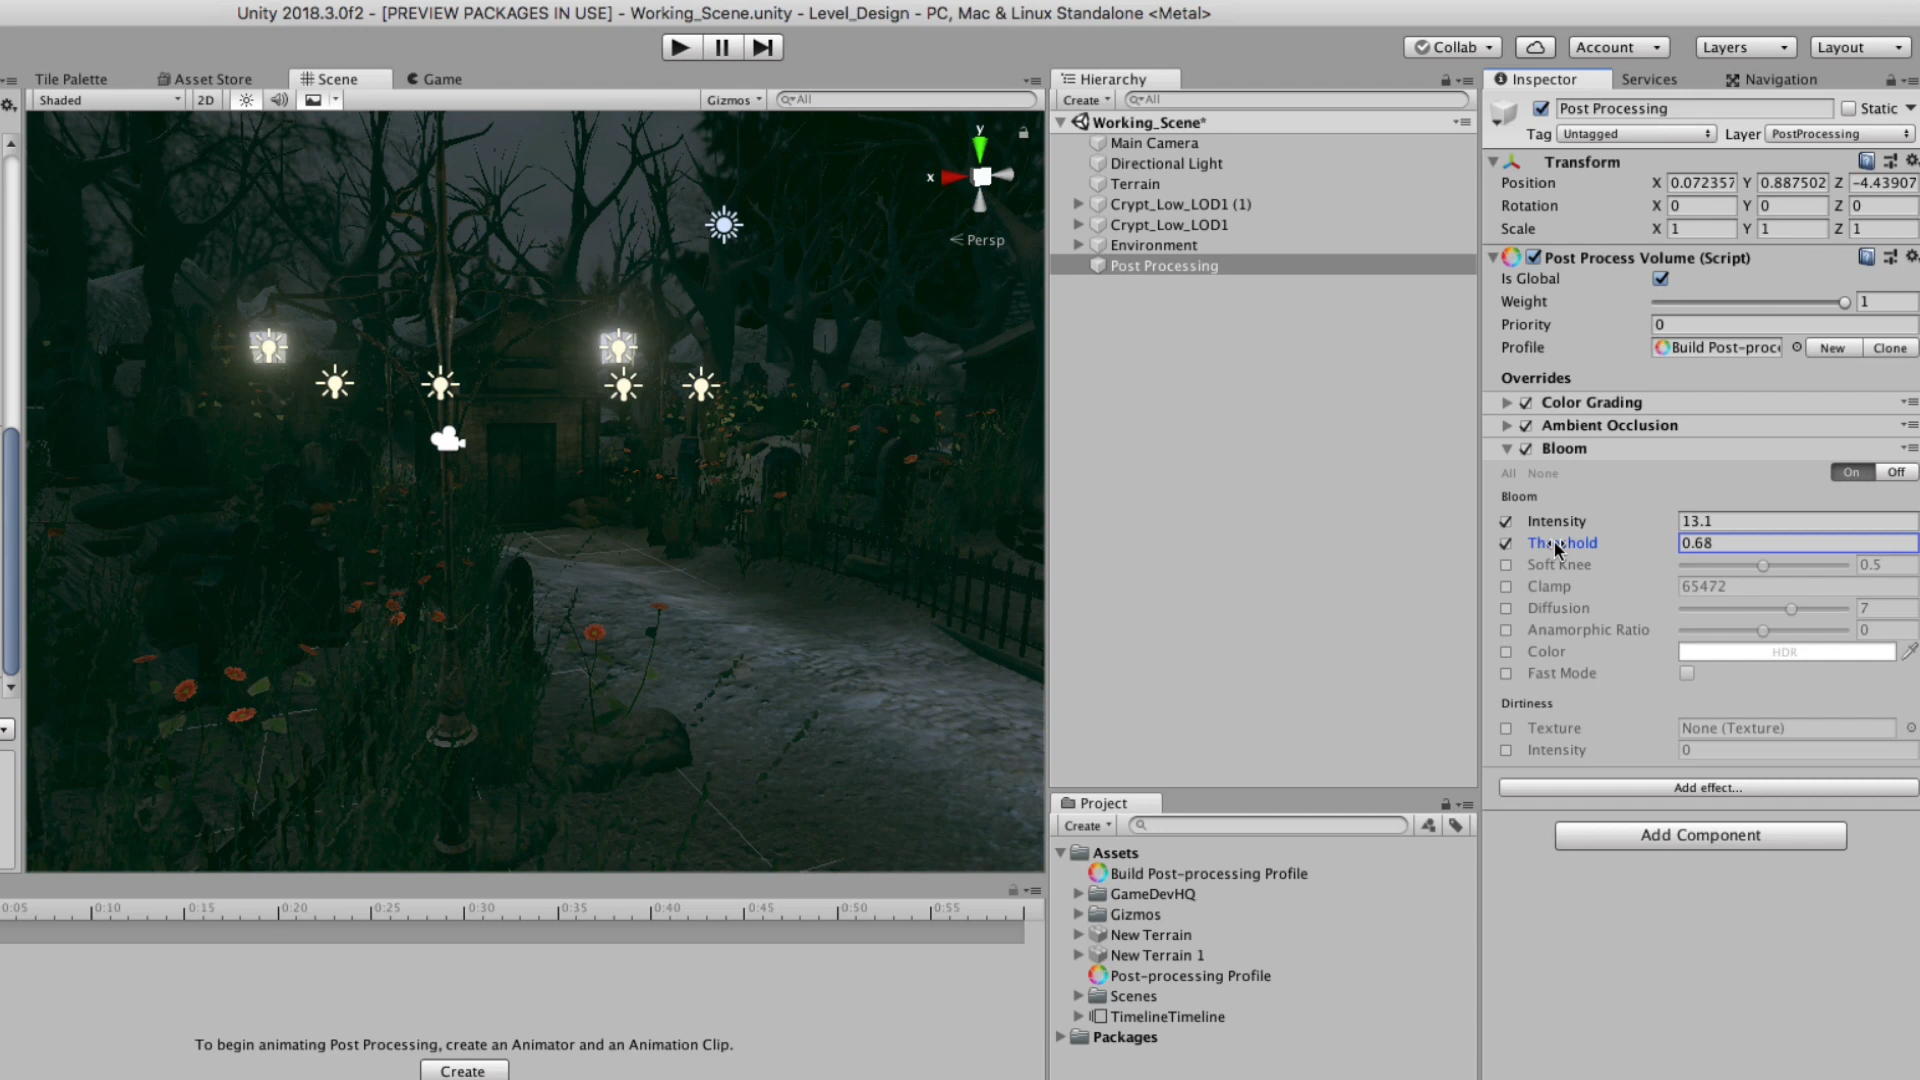 Unity 2018.3.0f2 - [PREVIEW PACKAGES IN USE] - Working_Scene.unity - Level_Design - PC, Mac & Linux Standalone <Metal>
Collab
Account
Layers
Layout
Tile Palette
Asset Store
Scene
Game
Shaded
2D
Gizmos
All
y
x
Persp
Hierarchy
Create
All
Working_Scene*
Main Camera
Directional Light
Terrain
Crypt_Low_LOD1 (1)
Crypt_Low_LOD1
Environment
Post Processing
Inspector
Services
Navigation
Post Processing
Static
Tag Untagged Layer PostProcessing
Transform
Position X 0.072357 Y 0.887502 Z -4.43907
Rotation X 0 Y 0 Z 0
Scale X 1 Y 1 Z 1
Post Process Volume (Script)
Is Global
Weight 1
Priority 0
Profile Build Post-proce New Clone
Overrides
Color Grading
Ambient Occlusion
Bloom
All None On Off
Bloom
Intensity 13.1
Threshold 0.68
Soft Knee 0.5
Clamp 65472
Diffusion 7
Anamorphic Ratio 0
Color HDR
Fast Mode
Dirtiness
Texture None (Texture)
Intensity 0
Add effect...
Add Component
Project
Create
Assets
Build Post-processing Profile
GameDevHQ
Gizmos
New Terrain
New Terrain 1
Post-processing Profile
Scenes
TimelineTimeline
Packages
0:05 0:10 0:15 0:20 0:25 0:30 0:35 0:40 0:45 0:50 0:55
To begin animating Post Processing, create an Animator and an Animation Clip.
Create